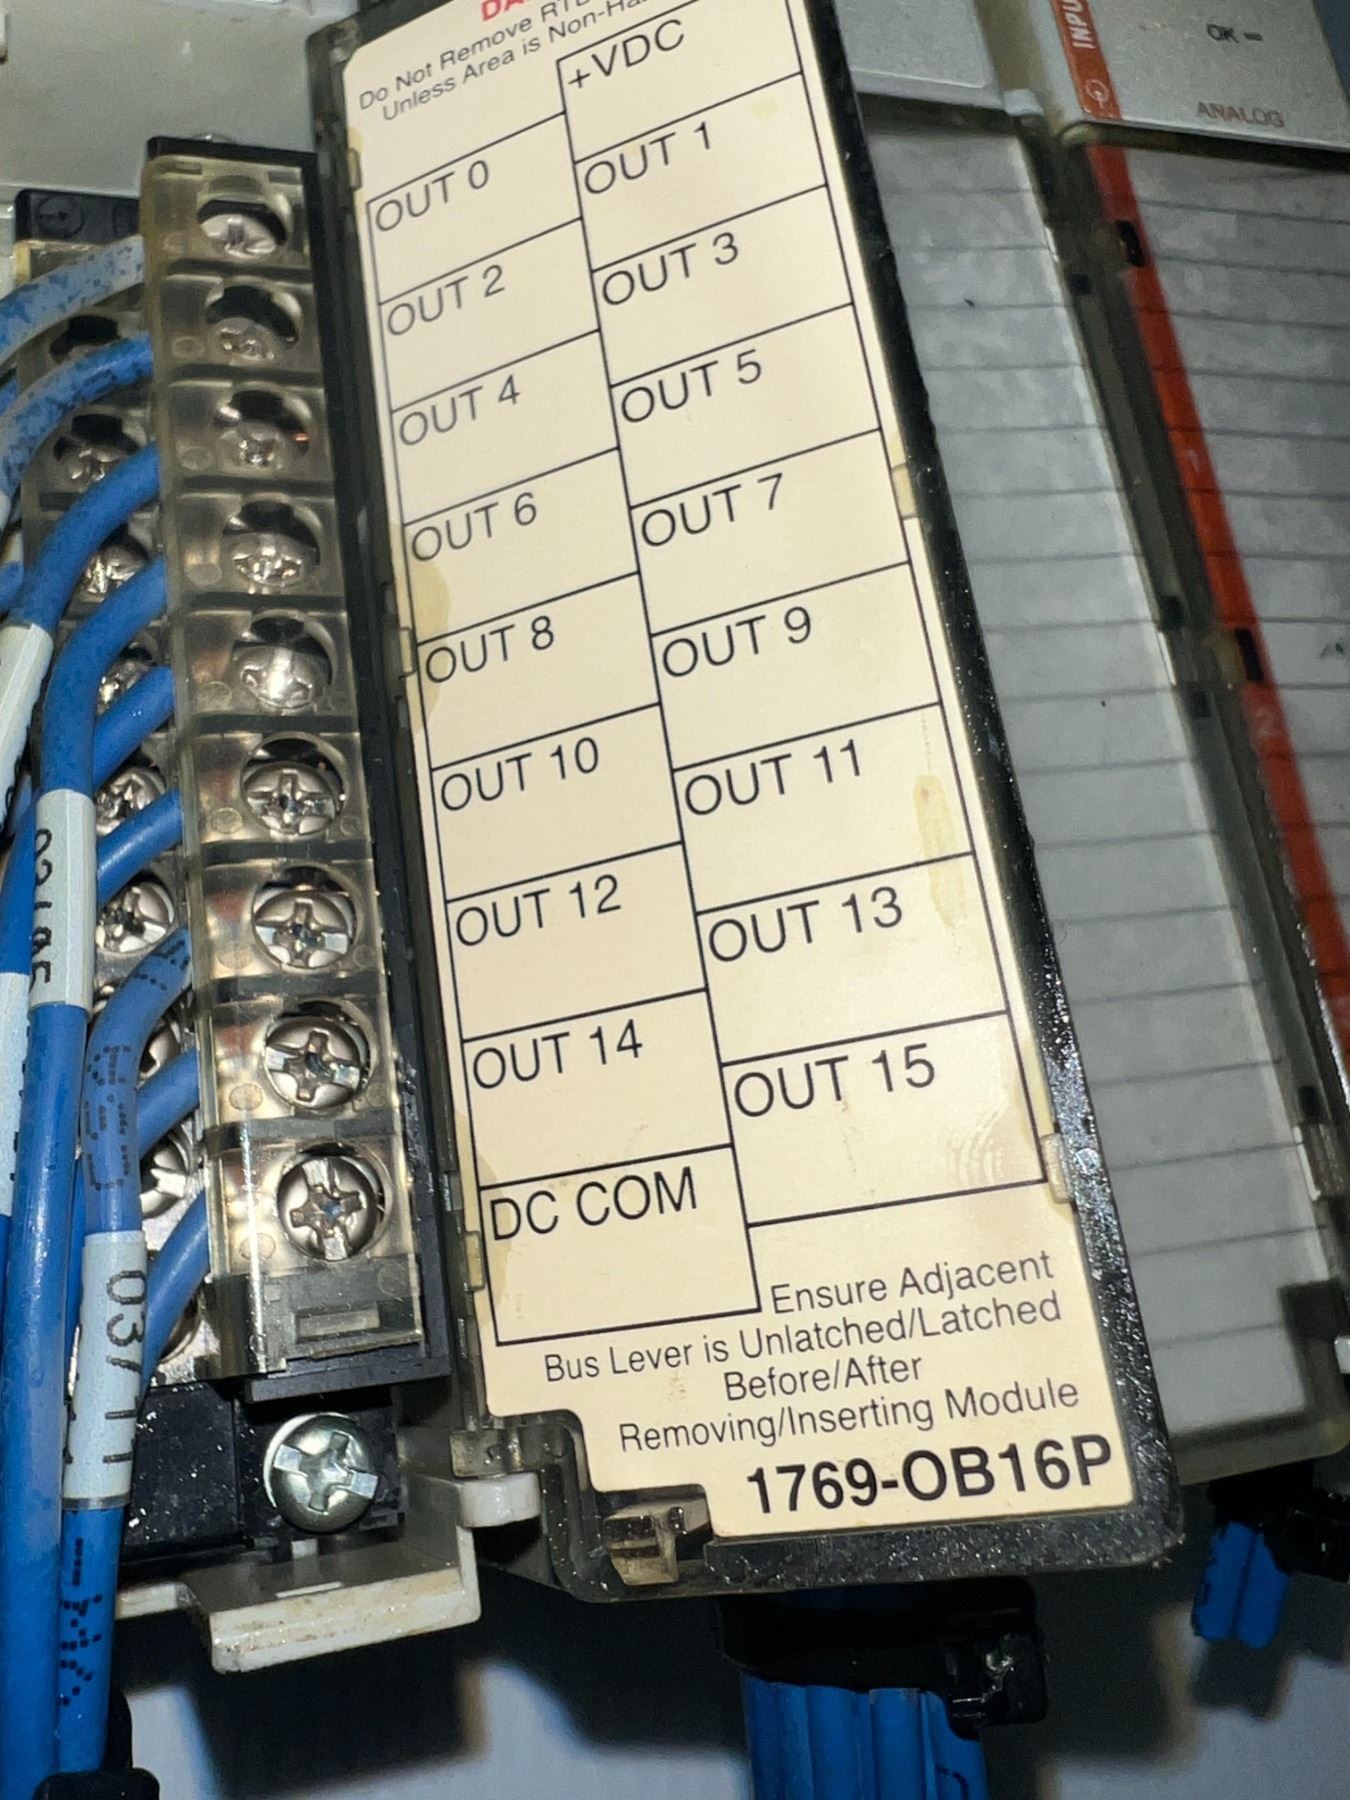 Do Not Remove
Unless Area is
+VDC
OUT 0
OUT 1
OUT 2
OUT 3
OUT 4
OUT 5
OUT 6
OUT 7
OUT 8
OUT 9
OUT 10
OUT 11
OUT 12
OUT 13
OUT 14
OUT 15
DC COM
Ensure Adjacent
Bus Lever is Unlatched/Latched
Before/After
Removing/Inserting Module
1769-OB16P
OK
ANALOG
2